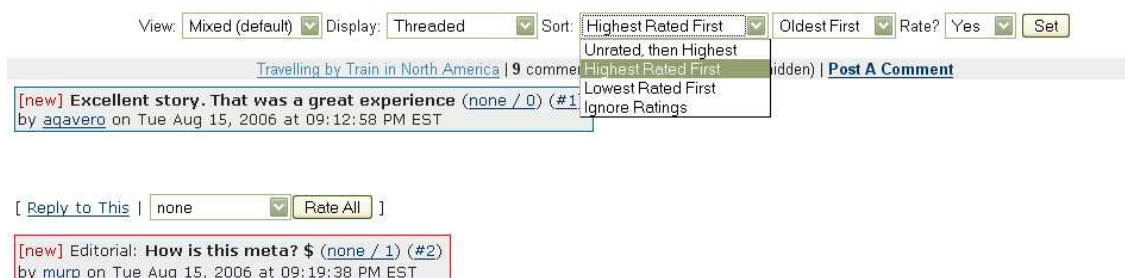 View: Mixed (default) Display: Threaded Sort: Highest Rated First Oldest First Rate? Yes Set
Unrated, then Highest
Travelling by Train in North America | 9 comme Highest Rated First idden) | Post A Comment
Lowest Rated First
[new] Excellent story. That was a great experience (none / 0) (#1
Ignore Ratings
by agavero on Tue Aug 15, 2006 at 09:12:58 PM EST
[ Reply to This | none Rate All ]
[new] Editorial: How is this meta? $ (none / 1) (#2)
by murp on Tue Aug 15, 2006 at 09:19:38 PM EST